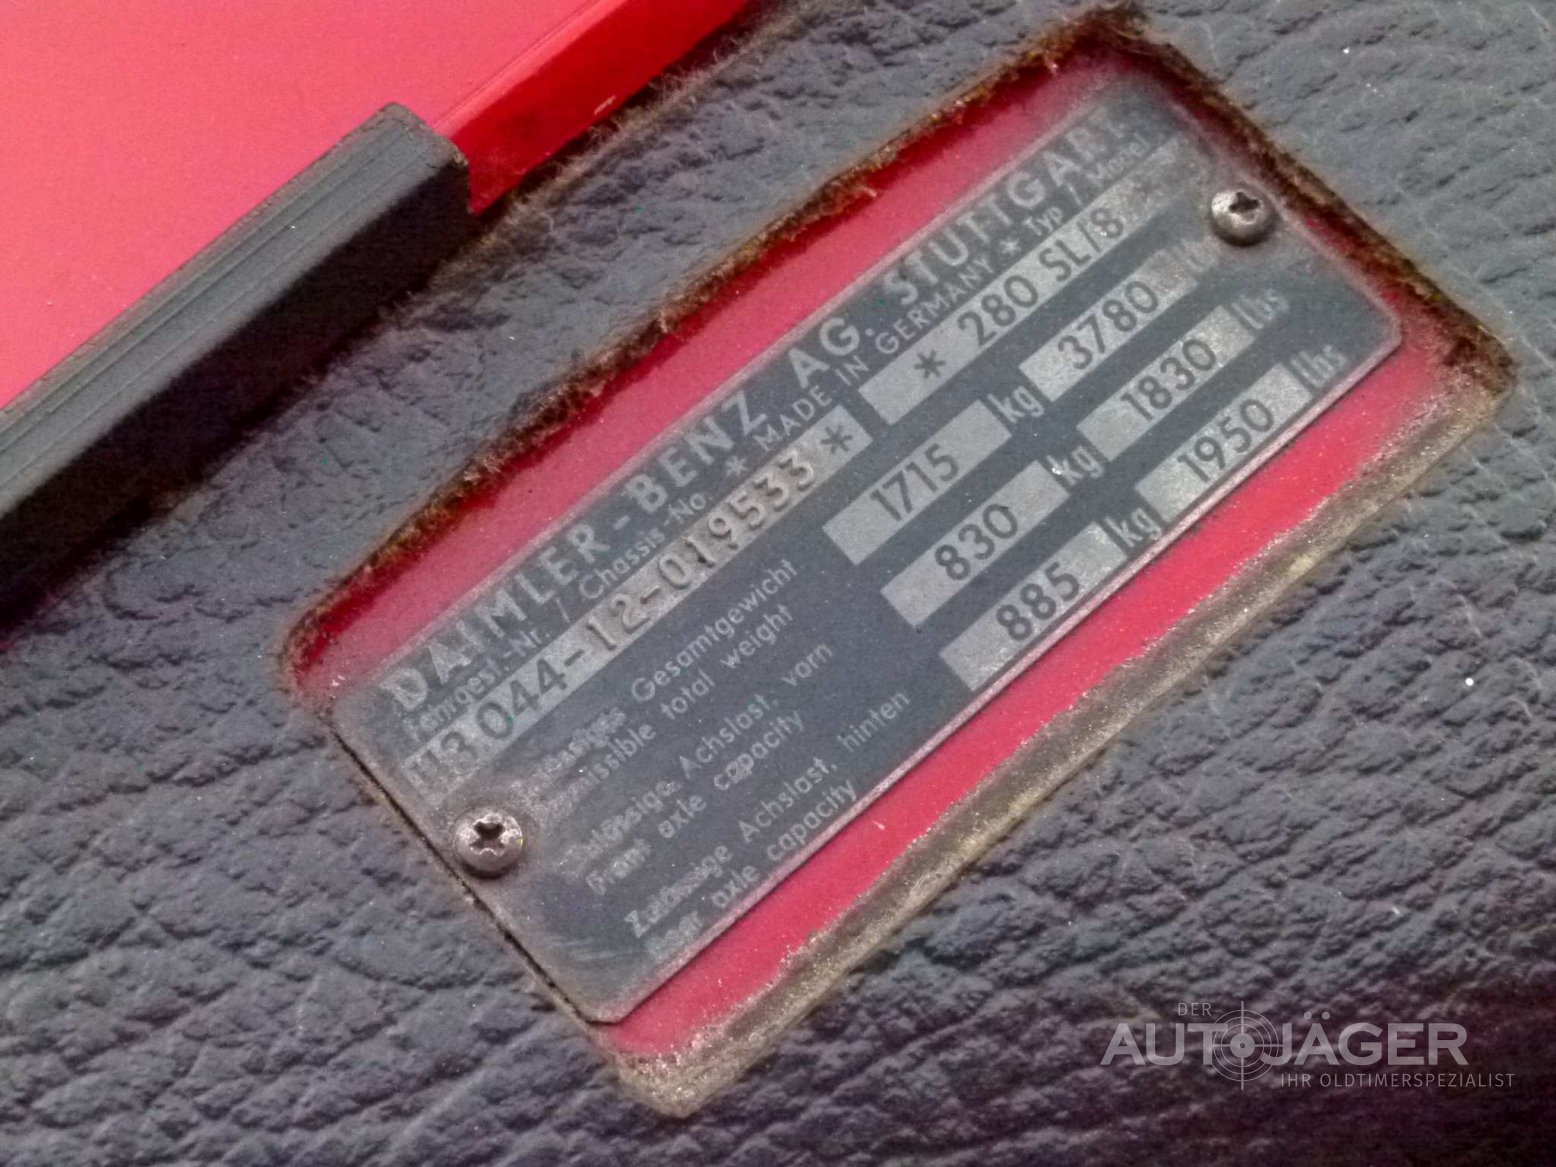 DAIMLER-BENZ AG. STUTTGART
Fahrgest.-Nr. / Chassis-No * MADE IN GERMANY * Typ / Model
113 044-12-019533 * * 280 SL/8
Zulässige Gesamtgewicht 1715 kg 3780 lbs
Permissible total weight
Zulässige Achslast, vorn 830 kg 1830 lbs
Front axle capacity
Zulässige Achslast, hinten 885 kg 1950 lbs
Rear axle capacity
DER
AUTOJÄGER
IHR OLDTIMERSPEZIALIST